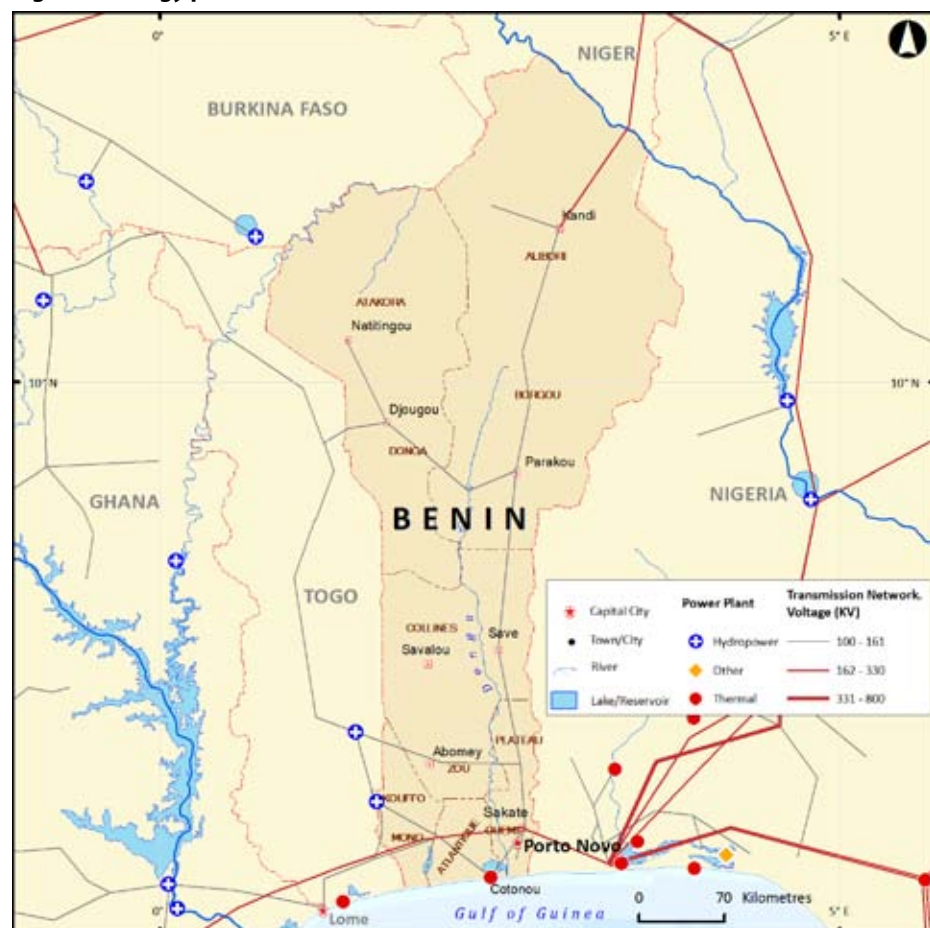 0°
5° E
NIGER
BURKINA FASO
Kandi
ALIBORI
ATAKORA
Natitingou
10° N
10° N
BORGOU
Djougou
DONGA
Parakou
GHANA
NIGERIA
BENIN
TOGO
COLLINES
Save
Savalou
Capital City
Town/City
River
Lake/Reservoir
Power Plant
Hydropower
Other
Thermal
Transmission Network.
Voltage (KV)
100 - 161
162 - 330
331 - 800
PLATEAU
Abomey
ZOU
KOUFFO
Sakate
MONO
ATLANTIQUE
OUEME
Porto Novo
Cotonou
Lome
Gulf of Guinea
0
70
Kilometres
0°
5° E